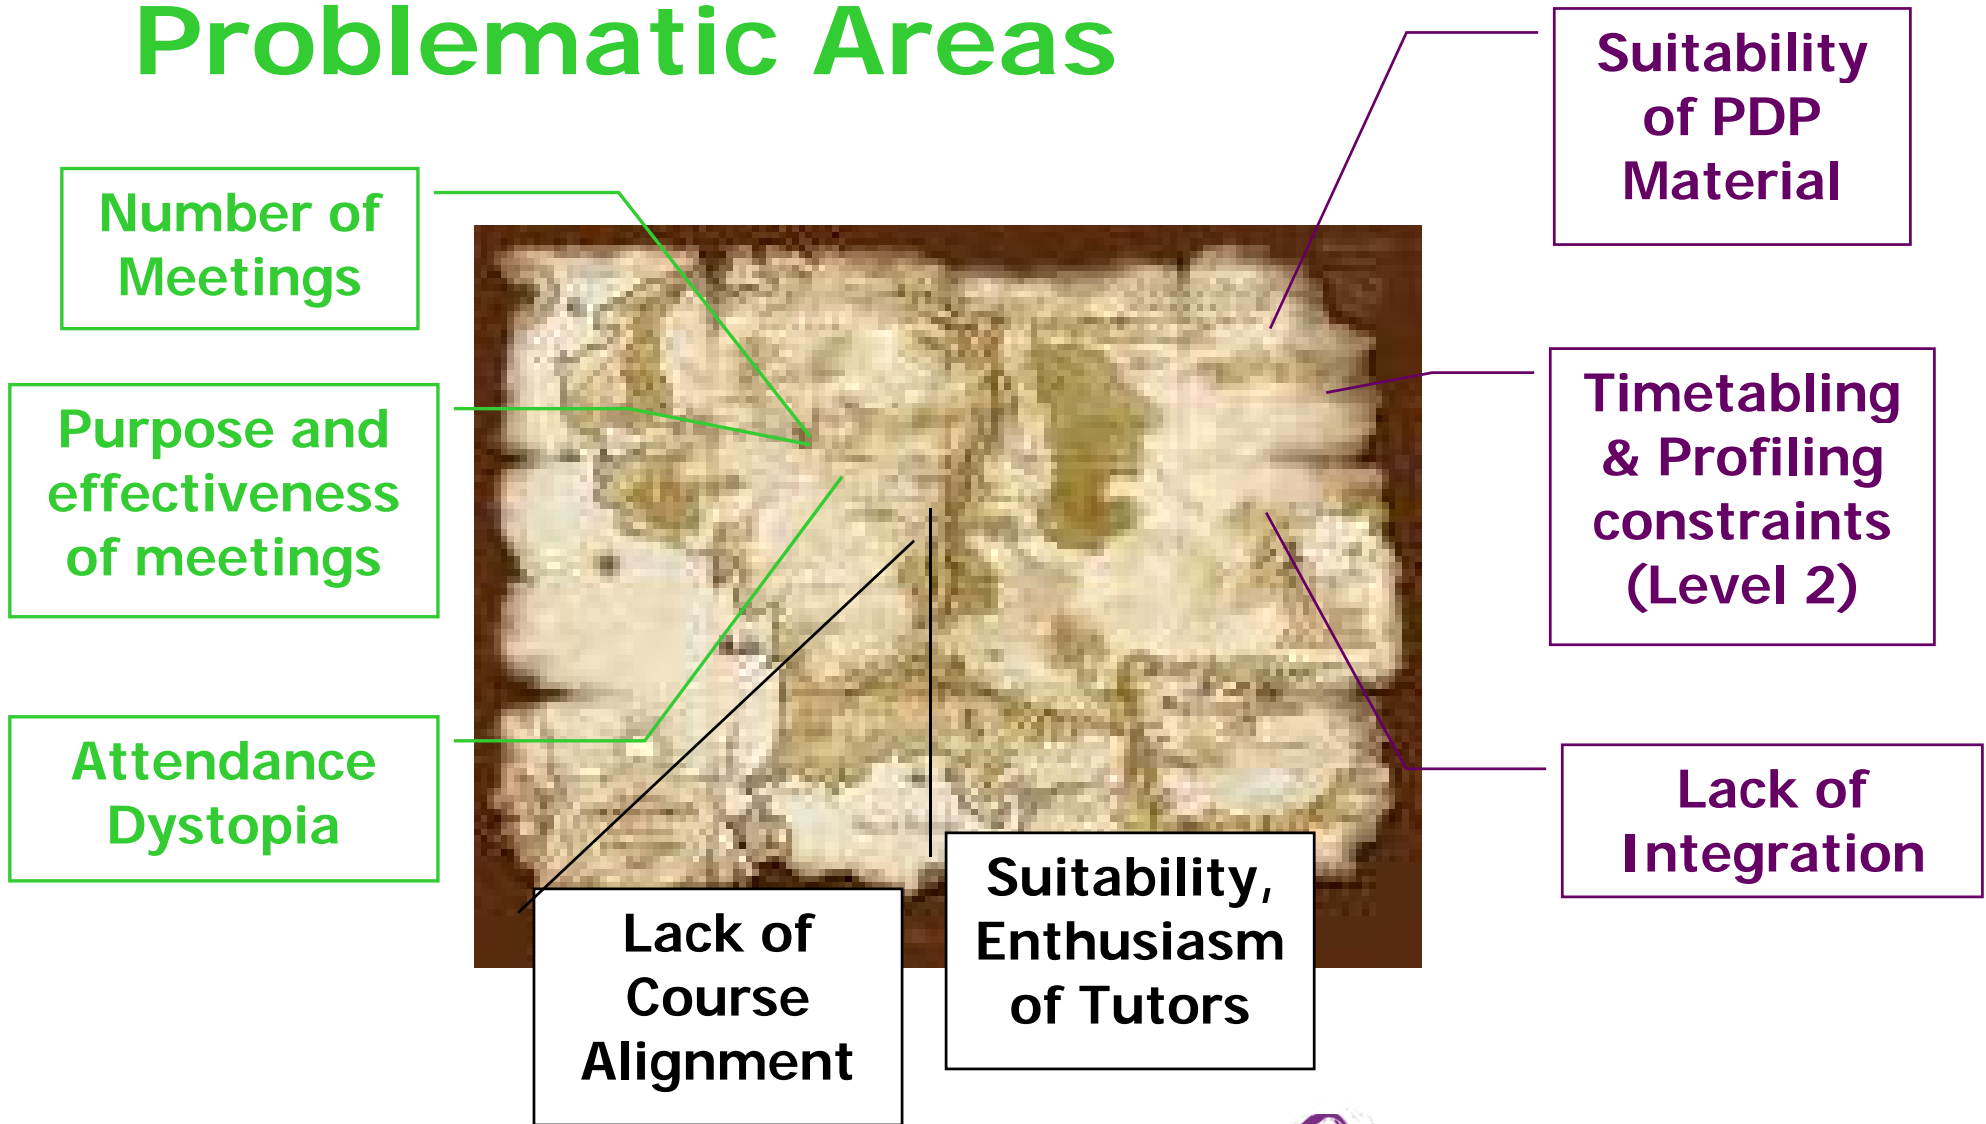 Problematic Areas
Number of
Meetings
Purpose and
effectiveness
of meetings
Attendance
Dystopia
Lack of
Course
Alignment
Suitability,
Enthusiasm
of Tutors
Suitability
of PDP
Material
Timetabling
& Profiling
constraints
(Level 2)
Lack of
Integration